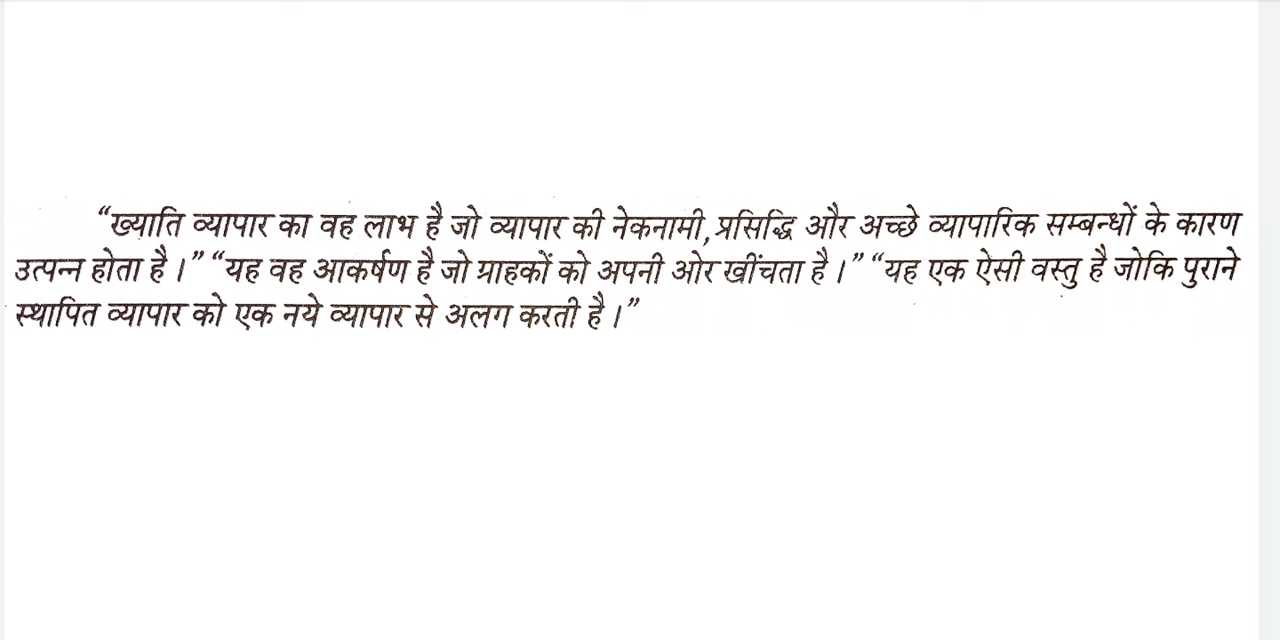 “ख्याति व्यापार का वह लाभ है जो व्यापार की नेकनामी, प्रसिद्धि और अच्छे व्यापारिक सम्बन्धों के कारण
उत्पन्न होता है।” “यह वह आकर्षण है जो ग्राहकों को अपनी ओर खींचता है।” “यह एक ऐसी वस्तु है जोकि पुराने
स्थापित व्यापार को एक नये व्यापार से अलग करती है।”